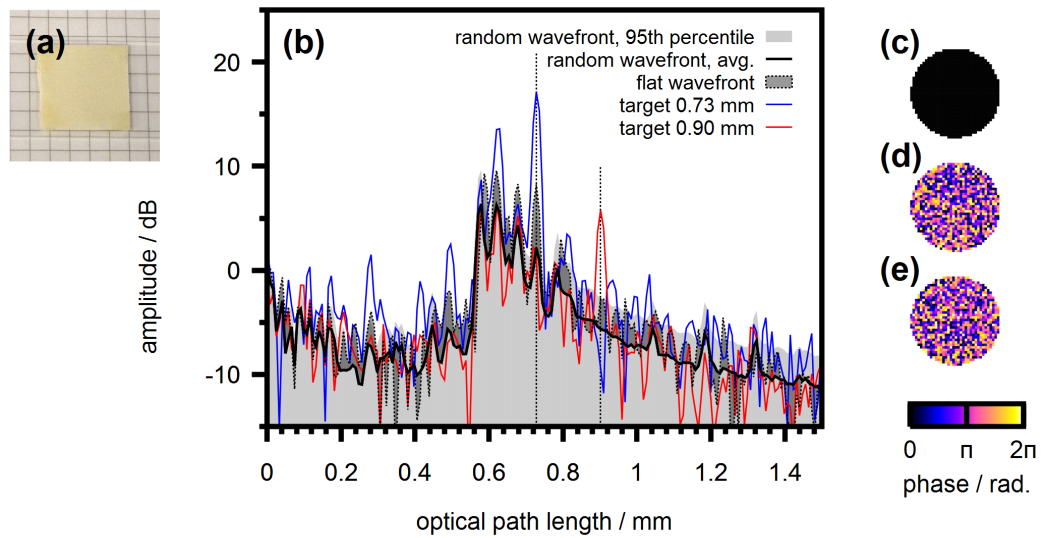 (a)
(b)
random wavefront, 95th percentile
random wavefront, avg.
flat wavefront
target 0.73 mm
target 0.90 mm
amplitude / dB
20
10
0
-10
0 0.2 0.4 0.6 0.8 1 1.2 1.4
optical path length / mm
(c)
(d)
(e)
0 π 2π
phase / rad.